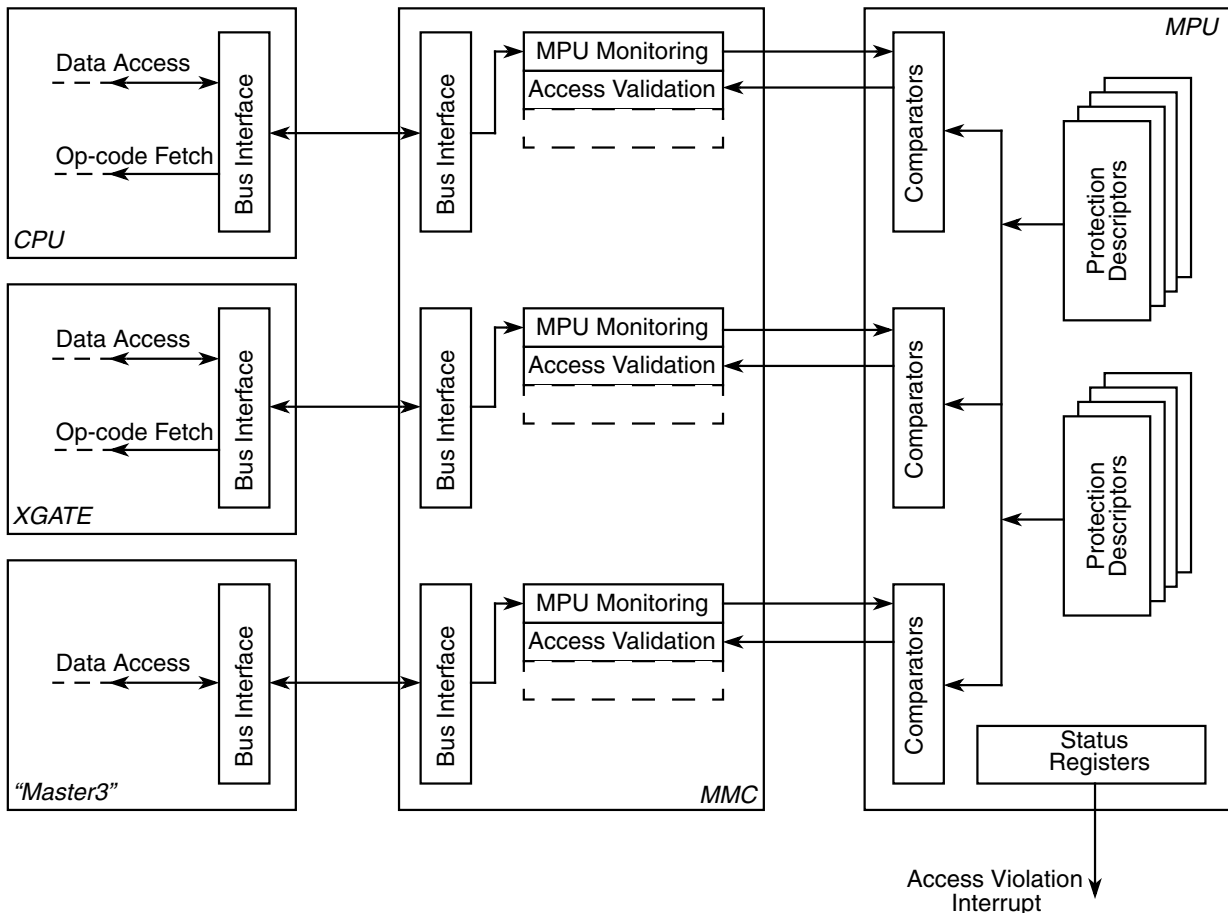 MPU
Data Access
Bus Interface
Op-code Fetch
CPU
Bus Interface
MPU Monitoring
Access Validation
Comparators
Protection
Descriptors
Data Access
Bus Interface
Op-code Fetch
XGATE
Bus Interface
MPU Monitoring
Access Validation
Comparators
Protection
Descriptors
Data Access
Bus Interface
“Master3”
Bus Interface
MPU Monitoring
Access Validation
MMC
Comparators
Status
Registers
Access Violation
Interrupt